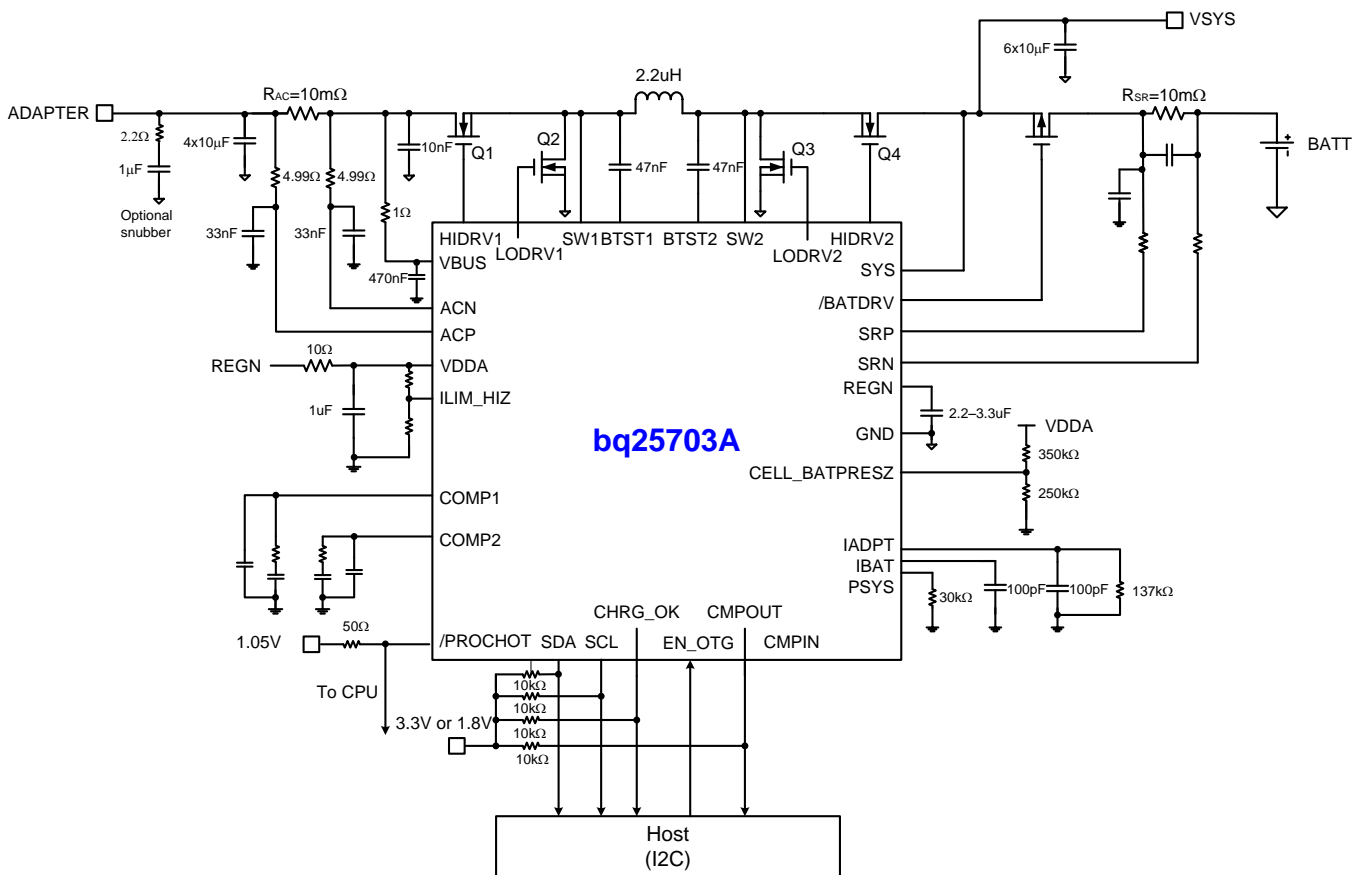 VSYS
6x10μF
2.2uH
ADAPTER
RAC=10mΩ
RSR=10mΩ
2.2Ω
4x10μF
10nF
Q1
Q2
47nF
47nF
Q3
Q4
BATT
1μF
4.99Ω
4.99Ω
Optional
snubber
33nF
33nF
1Ω
470nF
HIDRV1
LODRV1
SW1
BTST1
BTST2
SW2
LODRV2
HIDRV2
VBUS
SYS
ACN
/BATDRV
ACP
SRP
REGN
10Ω
VDDA
SRN
1uF
ILIM_HIZ
REGN
2.2–3.3uF
GND
bq25703A
VDDA
350kΩ
CELL_BATPRESZ
250kΩ
COMP1
COMP2
IADPT
IBAT
PSYS
30kΩ
100pF
100pF
137kΩ
CHRG_OK
CMPOUT
1.05V
50Ω
/PROCHOT
SDA
SCL
EN_OTG
CMPIN
To CPU
10kΩ
10kΩ
10kΩ
10kΩ
3.3V or 1.8V
Host
(I2C)